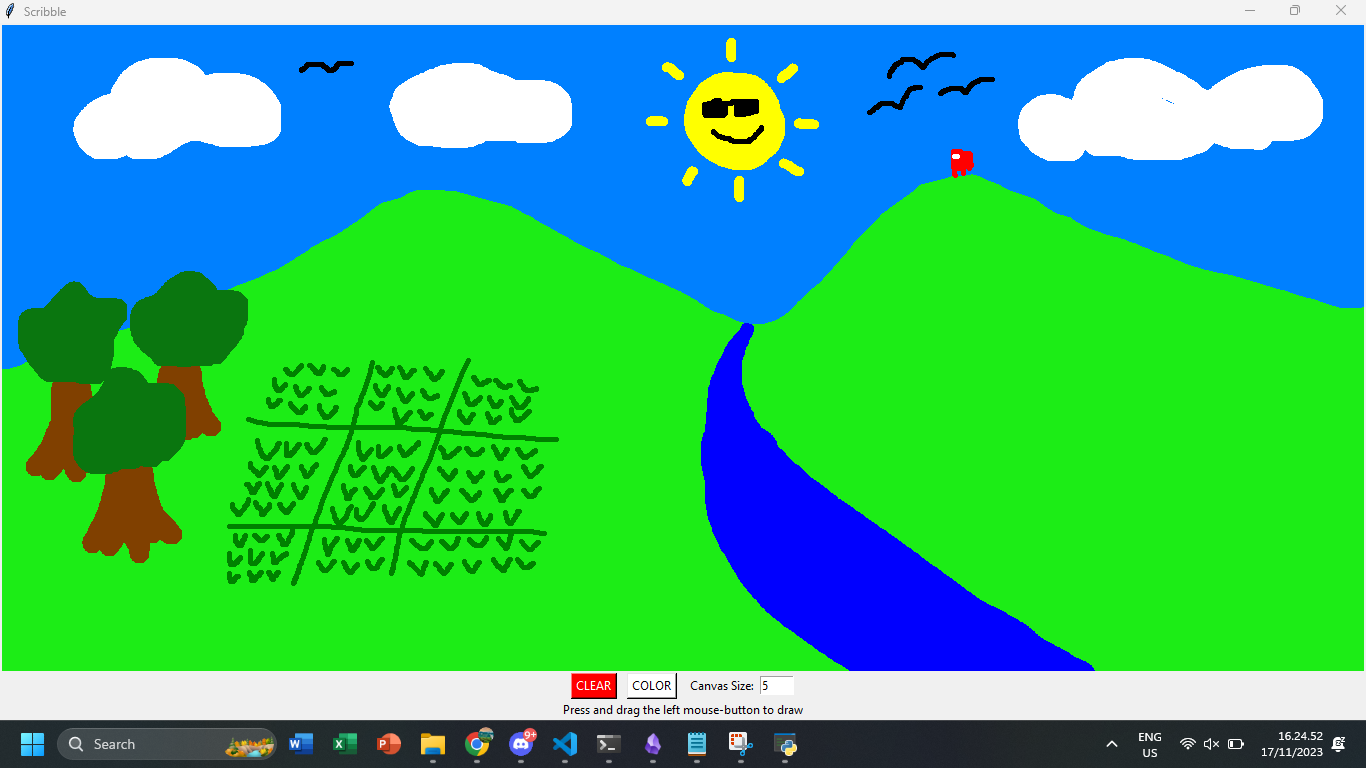 Scribble
CLEAR
COLOR
Canvas Size: 5
Press and drag the left mouse-button to draw
Search
9+
ENG
US
16.24.52
17/11/2023